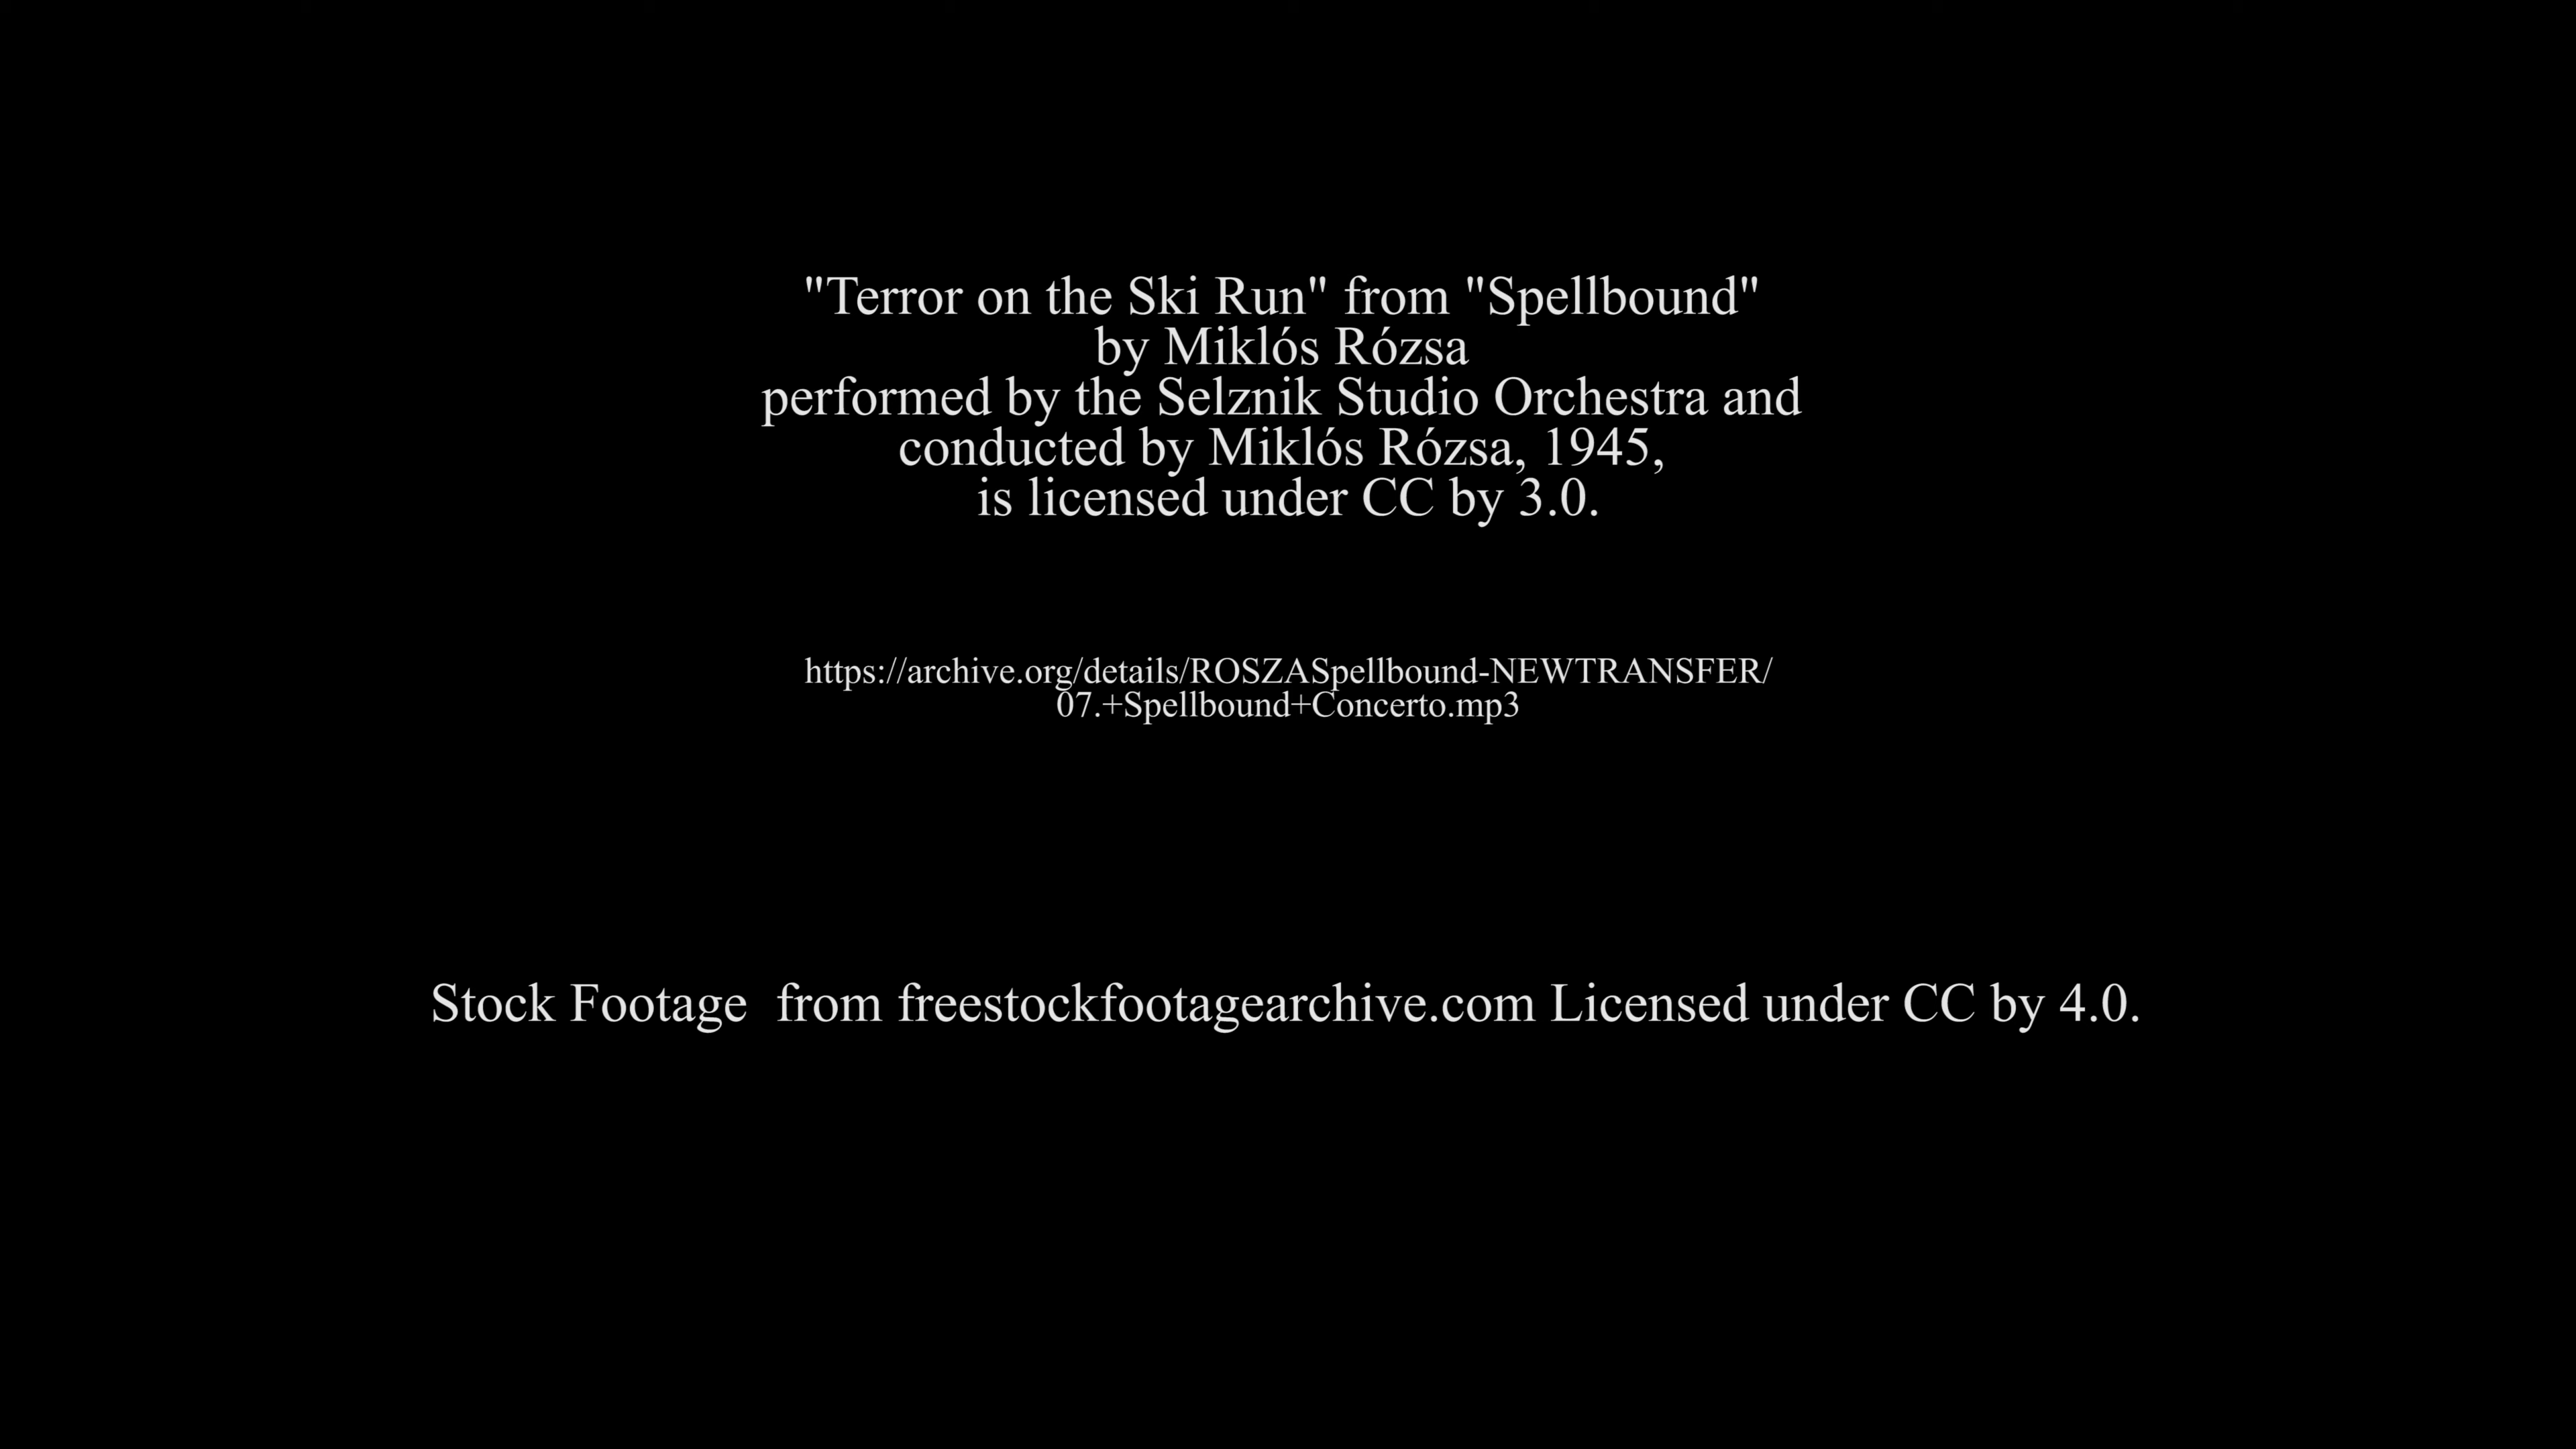 "Terror on the Ski Run" from "Spellbound"
by Miklós Rózsa
performed by the Selznik Studio Orchestra and
conducted by Miklós Rózsa, 1945,
is licensed under CC by 3.0.
https://archive.org/details/ROSZASpellbound-NEWTRANSFER/
07.+Spellbound+Concerto.mp3
Stock Footage  from freestockfootagearchive.com Licensed under CC by 4.0.